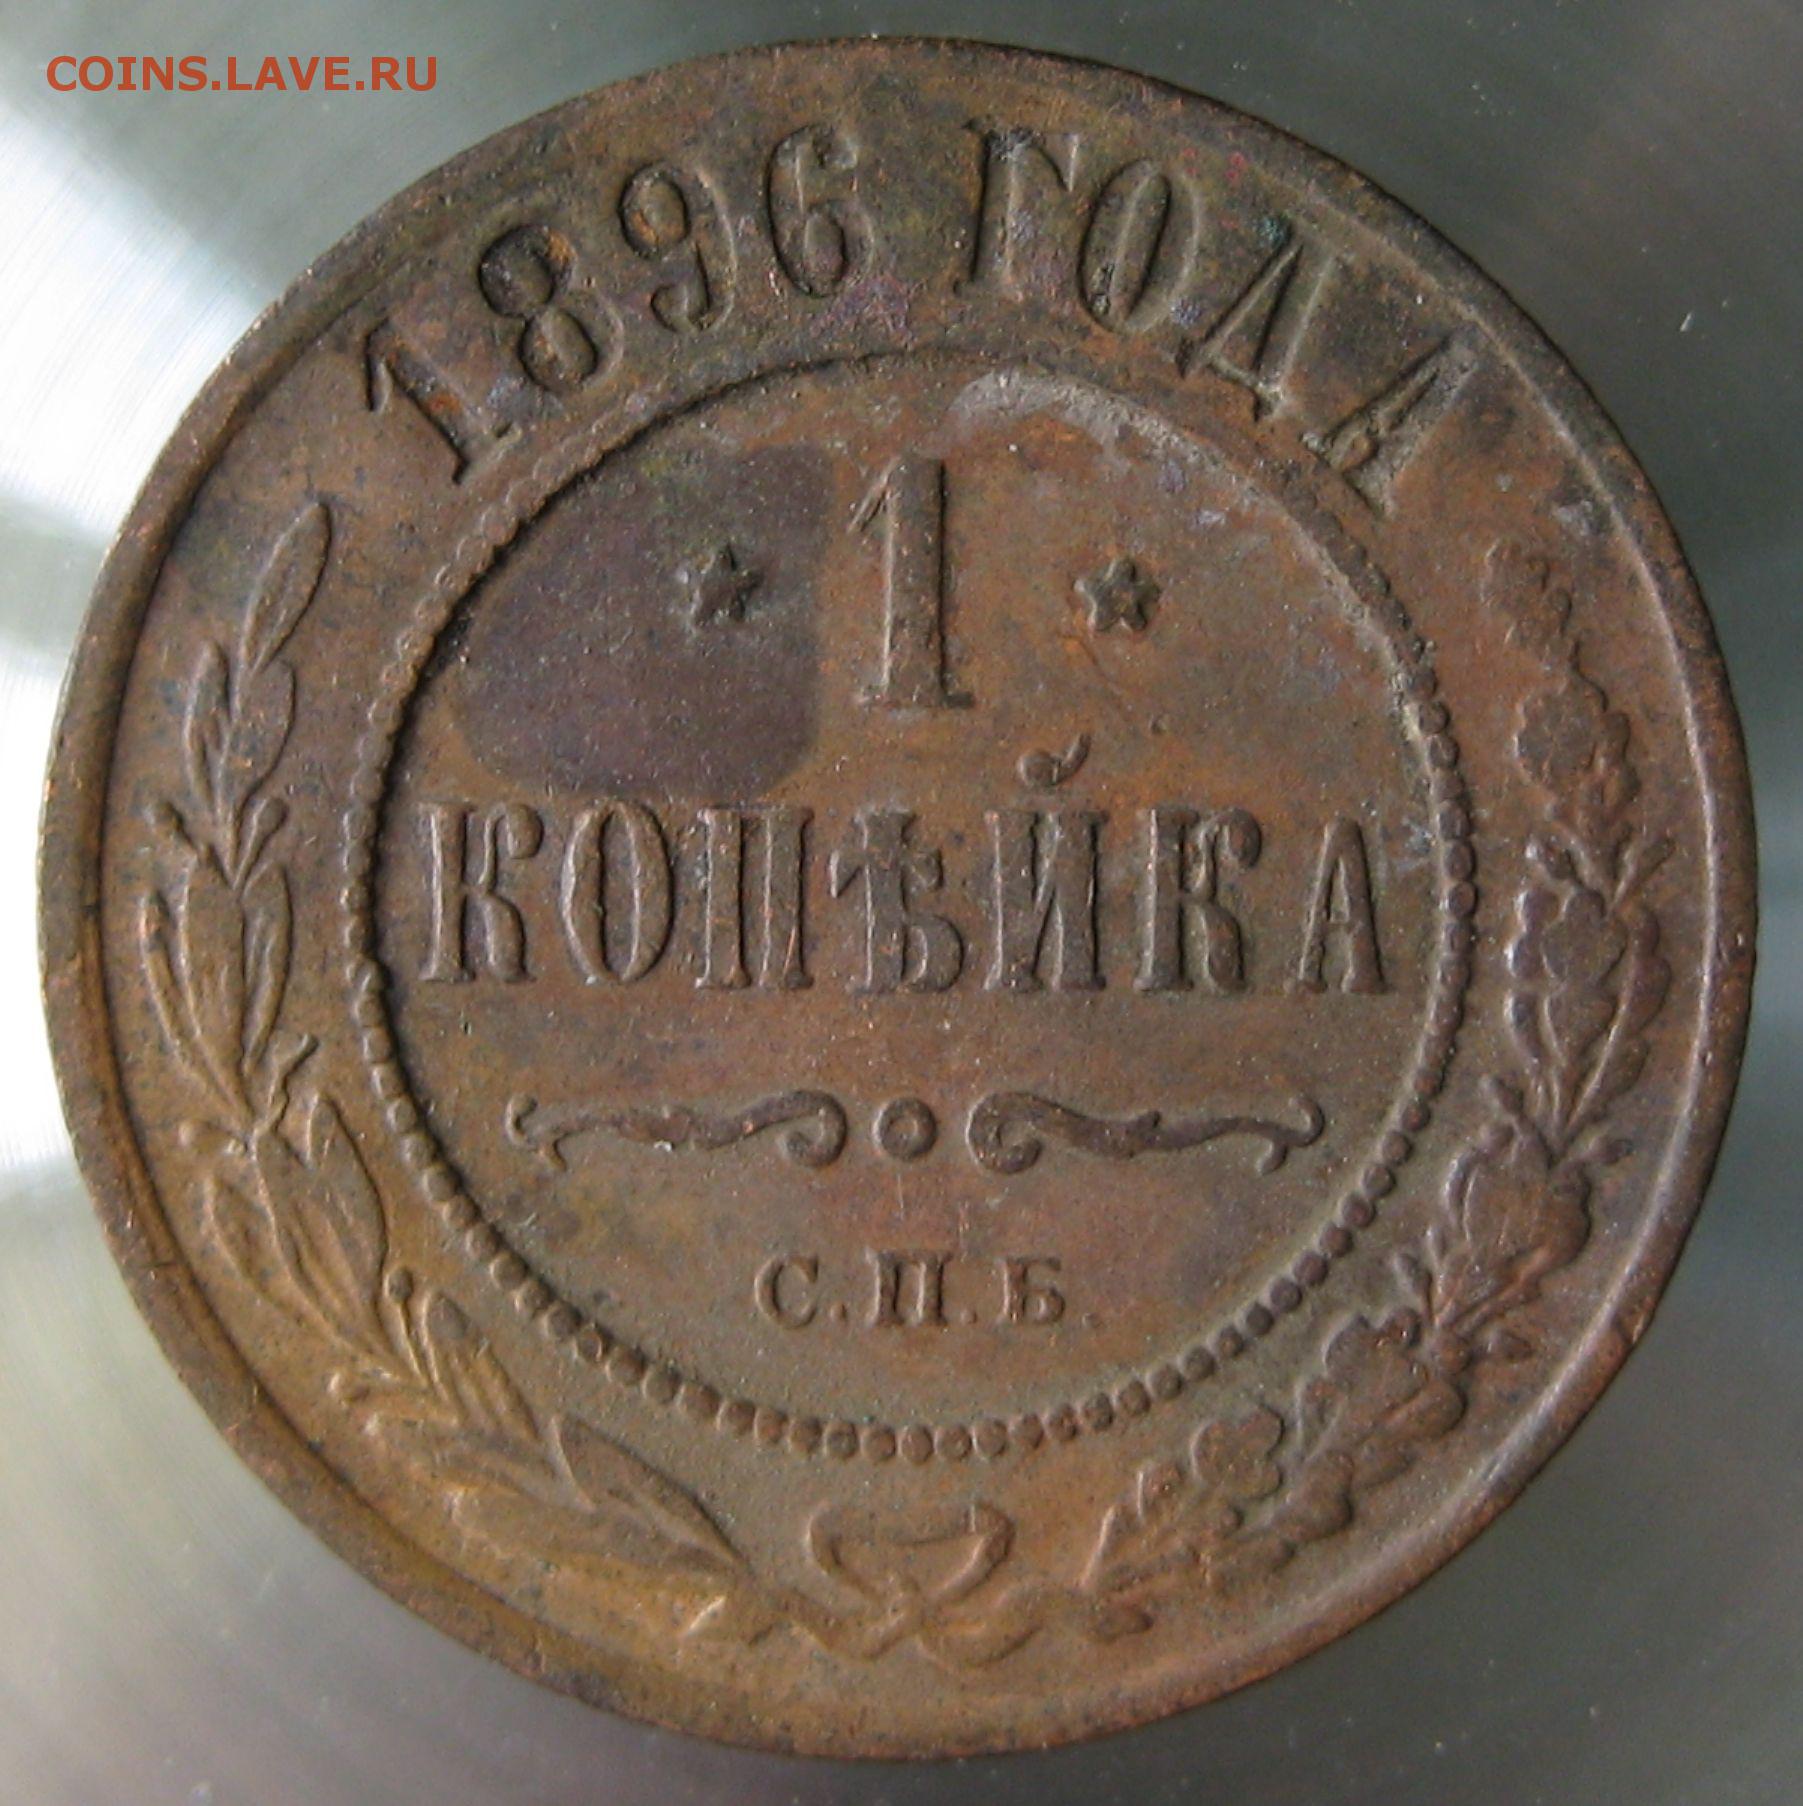 COINS.LAVE.RU
1896 ГОДА
1
КОПѢЙКА
С.П.Б.